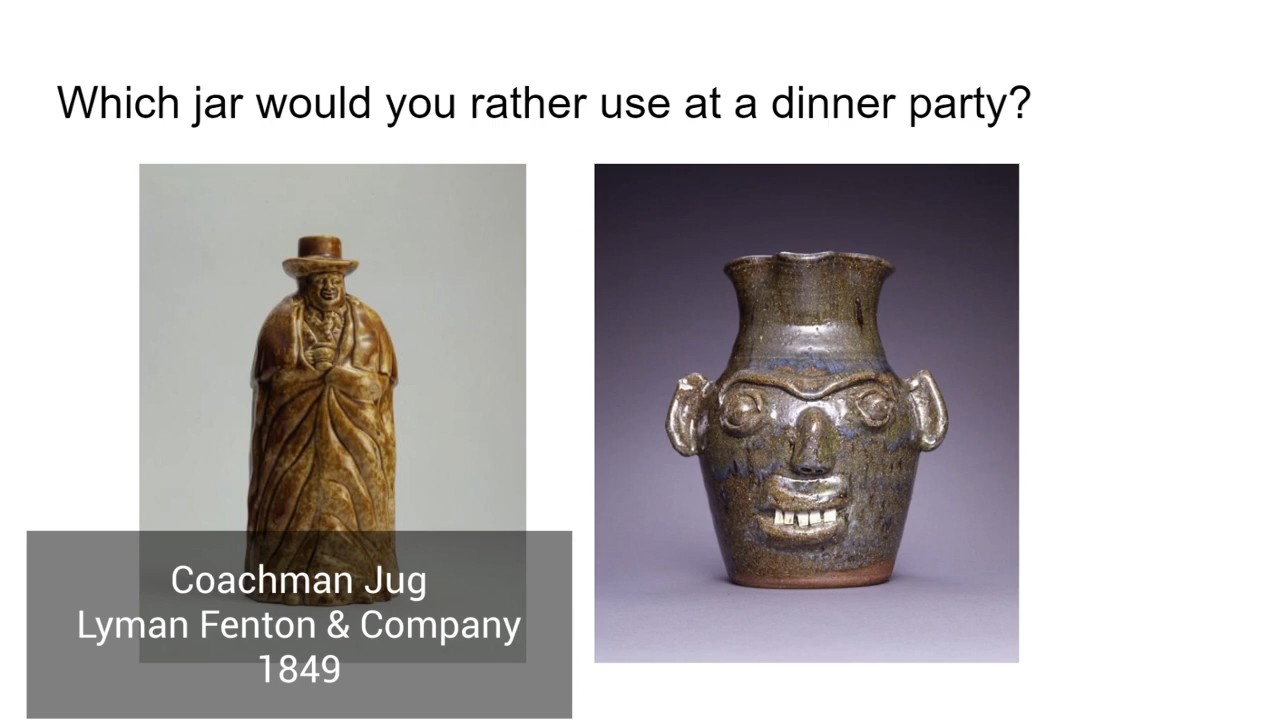 Which jar would you rather use at a dinner party?
Coachman Jug
Lyman Fenton & Company
1849